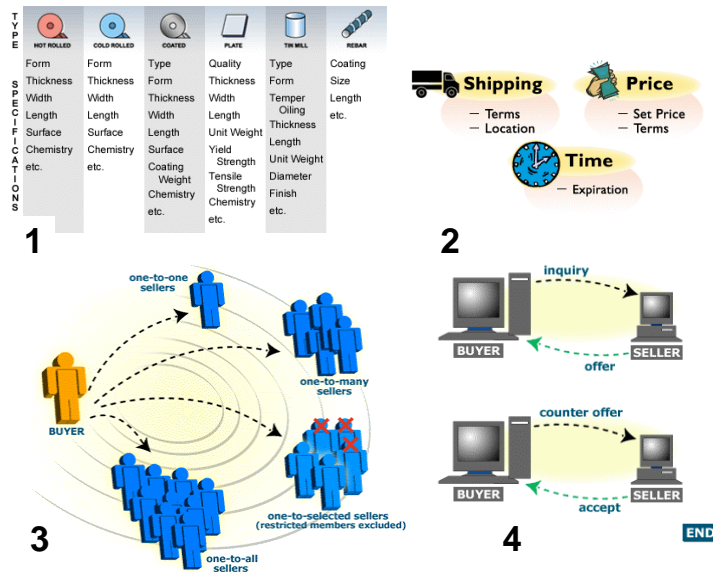 TYPE
SPECIFICATIONS
HOT ROLLED
Form
Thickness
Width
Length
Surface
Chemistry
etc.
COLD ROLLED
Form
Thickness
Width
Length
Surface
Chemistry
etc.
COATED
Type
Form
Thickness
Width
Length
Surface
Coating
Weight
Chemistry
etc.
PLATE
Quality
Thickness
Width
Length
Unit Weight
Yield
Strength
Tensile
Strength
Chemistry
etc.
TIN MILL
Type
Form
Temper
Oiling
Thickness
Length
Unit Weight
Diameter
Finish
etc.
REBAR
Coating
Size
Length
etc.
1
Shipping
– Terms
– Location
Price
– Set Price
– Terms
Time
– Expiration
2
one-to-one
sellers
one-to-many
sellers
BUYER
one-to-selected sellers
(restricted members excluded)
one-to-all
sellers
3
inquiry
BUYER
SELLER
offer
counter offer
BUYER
SELLER
accept
4
END